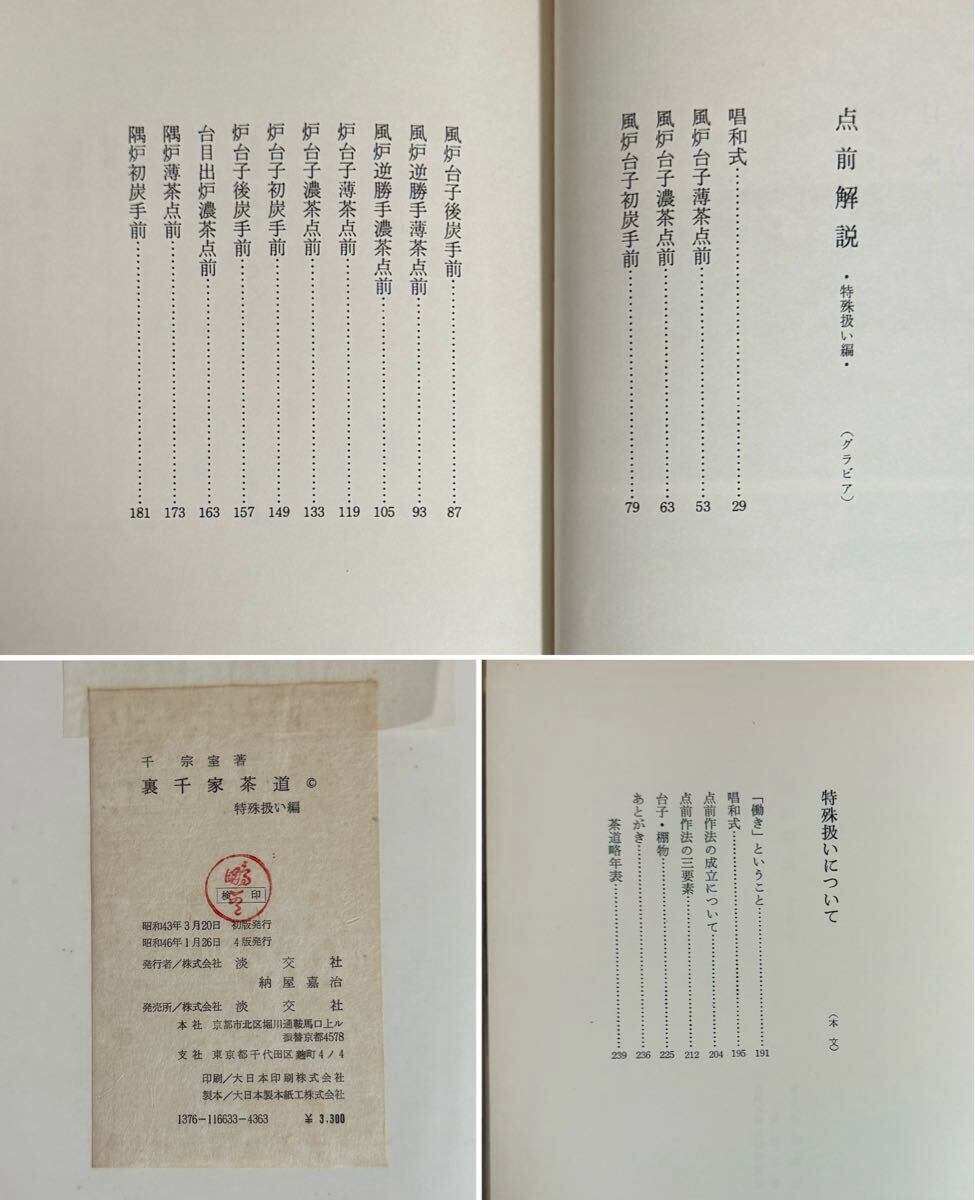 点前解説 ・特殊扱い編・ (グラビア)
唱和式……29
風炉台子薄茶点前……53
風炉台子濃茶点前……63
風炉台子初炭手前……79
風炉台子後炭手前……87
風炉逆勝手薄茶点前……93
風炉逆勝手濃茶点前……105
炉台子薄茶点前……119
炉台子濃茶点前……133
炉台子初炭手前……149
炉台子後炭手前……157
台目出炉濃茶点前……163
隅炉薄茶点前……173
隅炉初炭手前……181
千宗室著
裏千家茶道 ©
特殊扱い編
検印
昭和43年3月20日 初版発行
昭和46年1月26日 4版発行
発行者/株式会社 淡交社
納屋嘉治
発売所/株式会社 淡交社
本社 京都市北区堀川通鞍馬口上ル
振替京都4578
支社 東京都千代田区麹町4ノ4
印刷/大日本印刷株式会社
製本/大日本製本紙工株式会社
1376-116633-4363 ¥3,300
特殊扱いについて (本文)
「働き」ということ……191
唱和式……195
点前作法の成立について……204
点前作法の三要素……212
台子・棚物……225
あとがき……236
茶道略年表……239